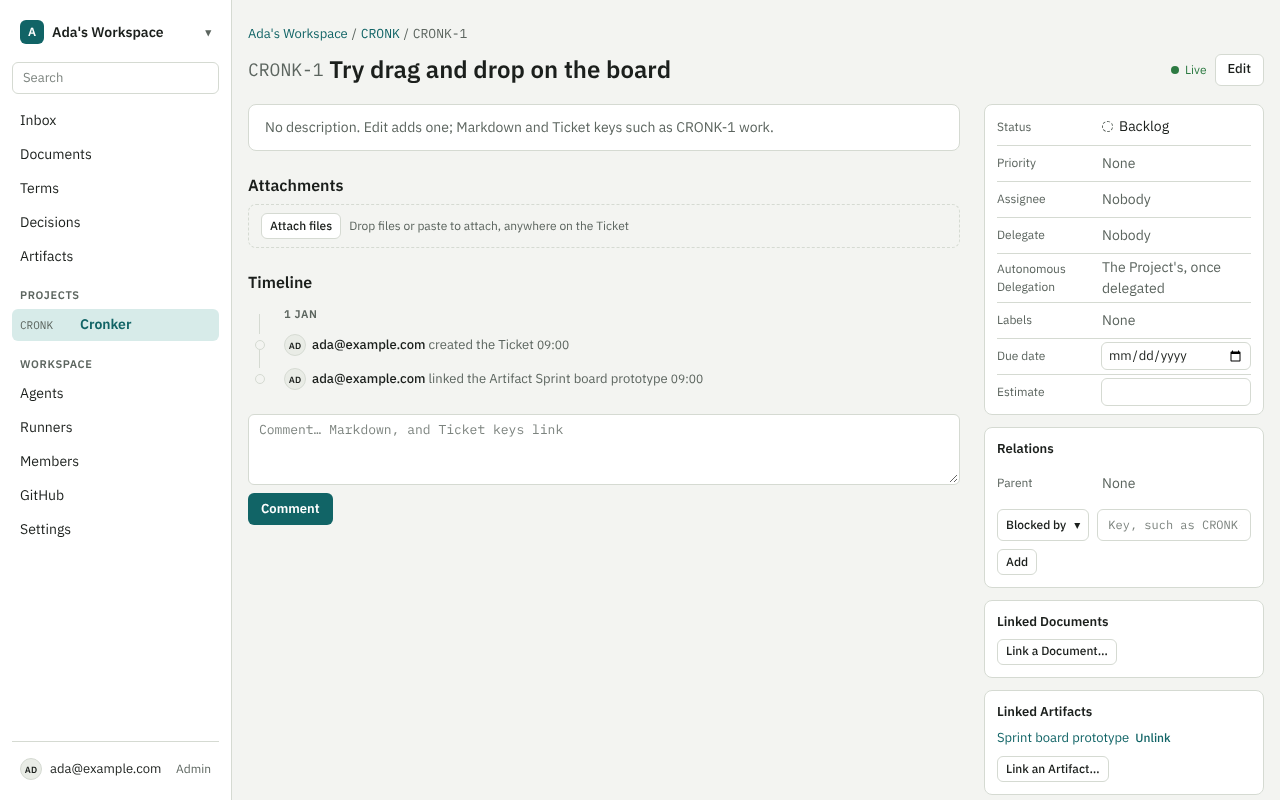 A Ada's Workspace ▾
Search
Inbox
Documents
Terms
Decisions
Artifacts
PROJECTS
CRONK Cronker
WORKSPACE
Agents
Runners
Members
GitHub
Settings
AD ada@example.com Admin
Ada's Workspace / CRONK / CRONK-1
CRONK-1 Try drag and drop on the board
Live Edit
No description. Edit adds one; Markdown and Ticket keys such as CRONK-1 work.
Attachments
Attach files Drop files or paste to attach, anywhere on the Ticket
Timeline
1 JAN
AD ada@example.com created the Ticket 09:00
AD ada@example.com linked the Artifact Sprint board prototype 09:00
Comment… Markdown, and Ticket keys link
Comment
Status Backlog
Priority None
Assignee Nobody
Delegate Nobody
Autonomous Delegation The Project's, once delegated
Labels None
Due date mm/dd/yyyy
Estimate
Relations
Parent None
Blocked by ▾ Key, such as CRONK
Add
Linked Documents
Link a Document…
Linked Artifacts
Sprint board prototype Unlink
Link an Artifact…